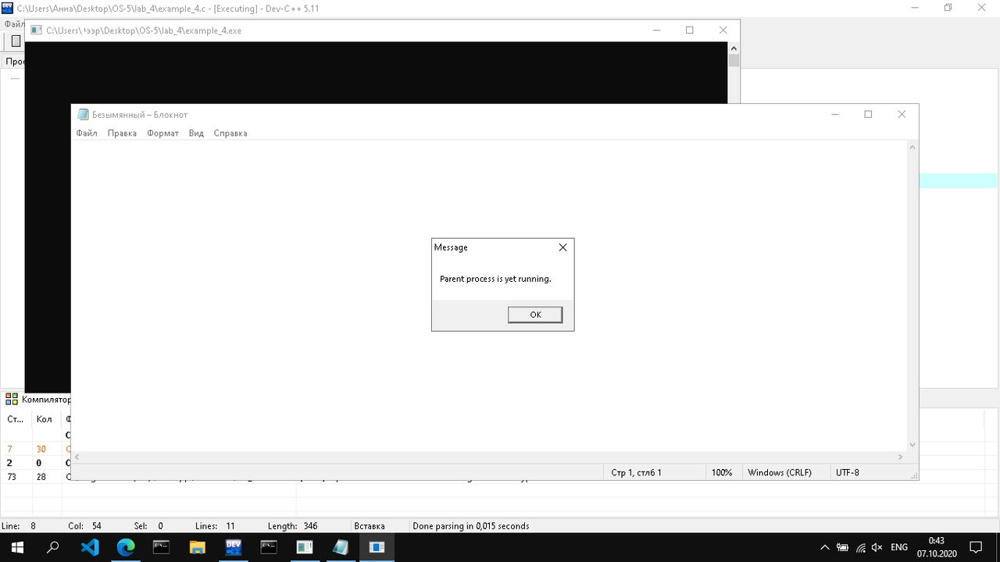 C:\Users\Анна\Desktop\OS-5\lab_4\example_4.c - [Executing] - Dev-C++ 5.11
Файл
C:\Users\ └ээр\Desktop\OS-5\lab_4\example_4.exe
Прое
Безымянный – Блокнот
Файл Правка Формат Вид Справка
Message
Parent process is yet running.
OK
Компилятор
Ст... Кол
7 30
2 0
73 28
Стр 1, стлб 1 100% Windows (CRLF) UTF-8
Line: 8 Col: 54 Sel: 0 Lines: 11 Length: 346 Вставка Done parsing in 0,015 seconds
DEV
ENG
0:43
07.10.2020